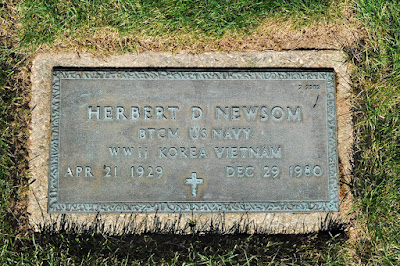 HERBERT D NEWSOM
BTCM US NAVY
WW II KOREA VIETNAM
APR 21 1929 DEC 29 1980